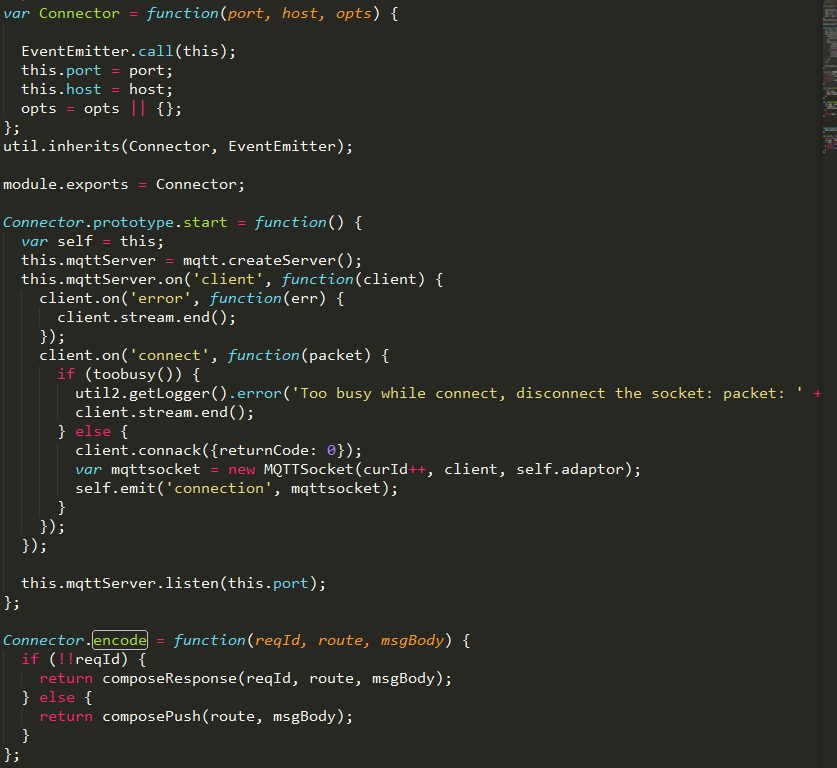 var Connector = function(port, host, opts) {
EventEmitter.call(this);
this.port = port;
this.host = host;
opts = opts || {};
};
util.inherits(Connector, EventEmitter);
module.exports = Connector;
Connector.prototype.start = function() {
var self = this;
this.mqttServer = mqtt.createServer();
this.mqttServer.on('client', function(client) {
client.on('error', function(err) {
client.stream.end();
});
client.on('connect', function(packet) {
if (toobusy()) {
util2.getLogger().error('Too busy while connect, disconnect the socket: packet: ' +
client.stream.end();
} else {
client.connack({returnCode: 0});
var mqttsocket = new MQTTSocket(curId++, client, self.adaptor);
self.emit('connection', mqttsocket);
}
});
});
this.mqttServer.listen(this.port);
};
Connector.encode = function(reqId, route, msgBody) {
if (!!reqId) {
return composeResponse(reqId, route, msgBody);
} else {
return composePush(route, msgBody);
}
};